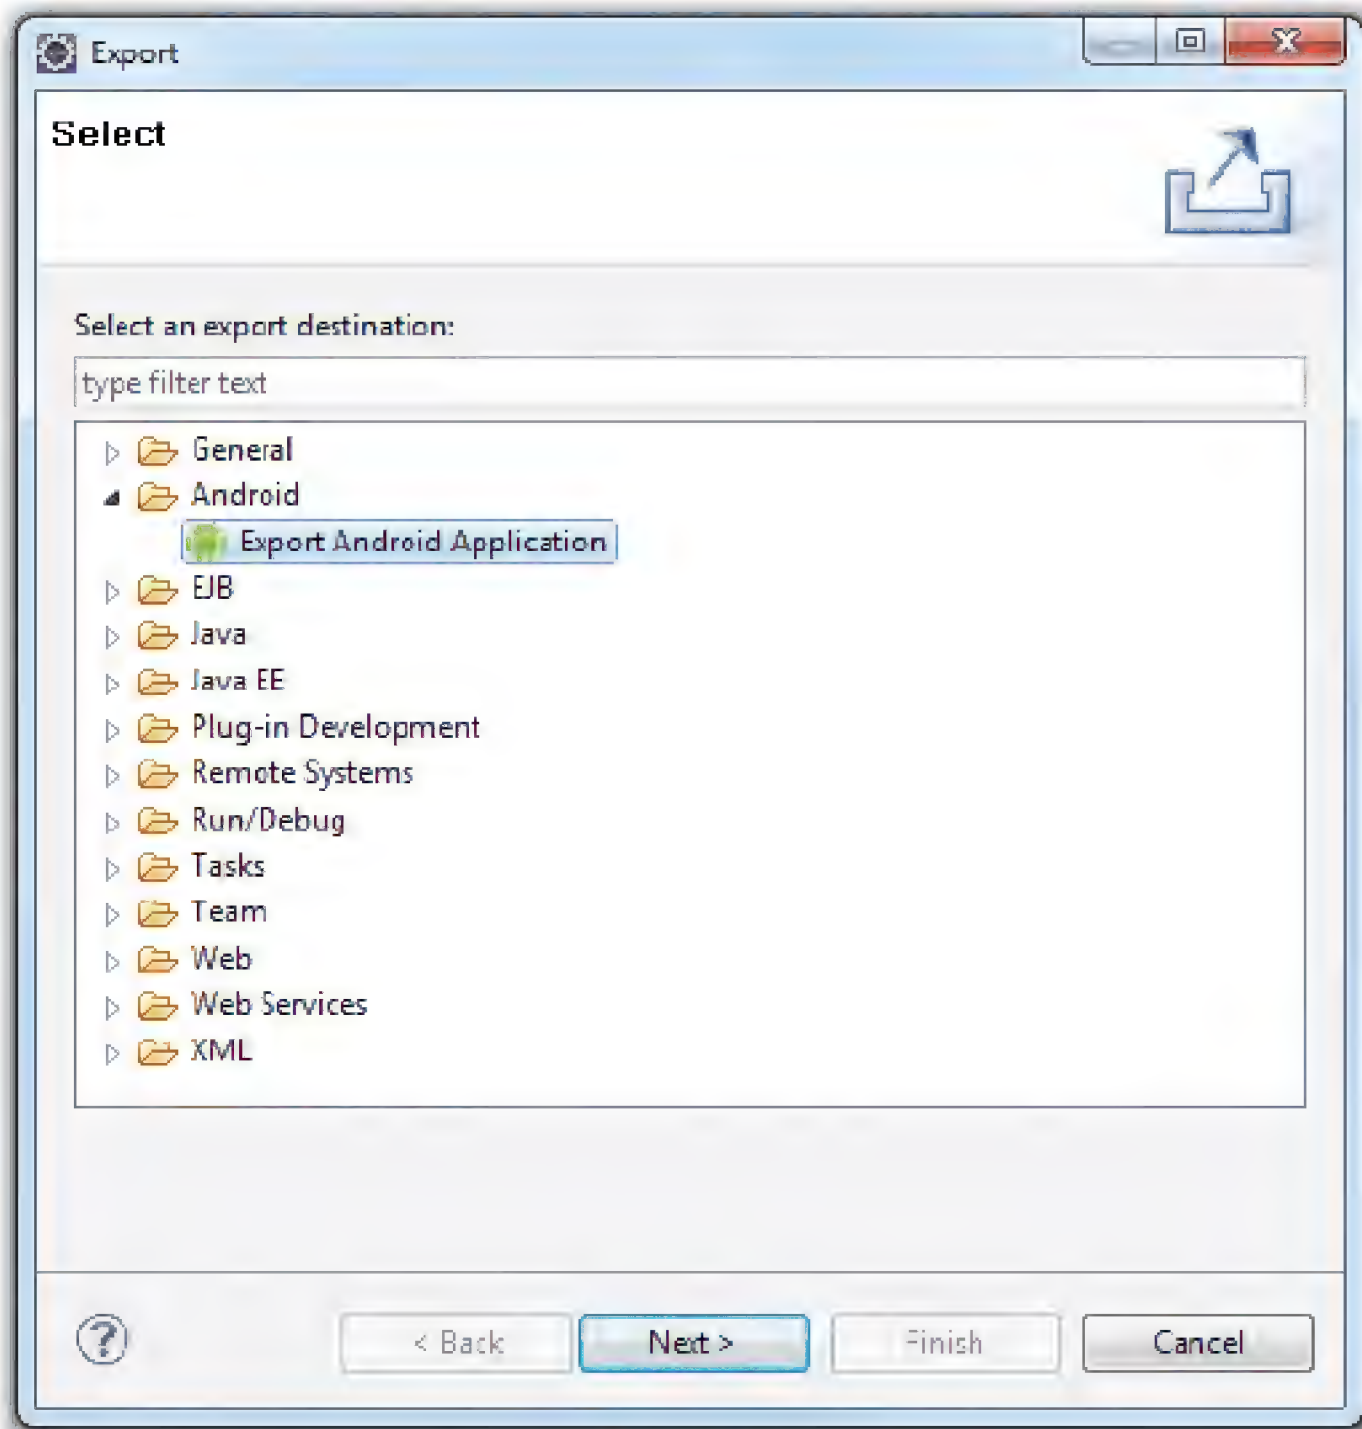 Export
Select
Select an export destination:
type filter text
General
Android
Export Android Application
EJB
Java
Java EE
Plug-in Development
Remote Systems
Run/Debug
Tasks
Team
Web
Web Services
XML
< Back Next > Finish Cancel